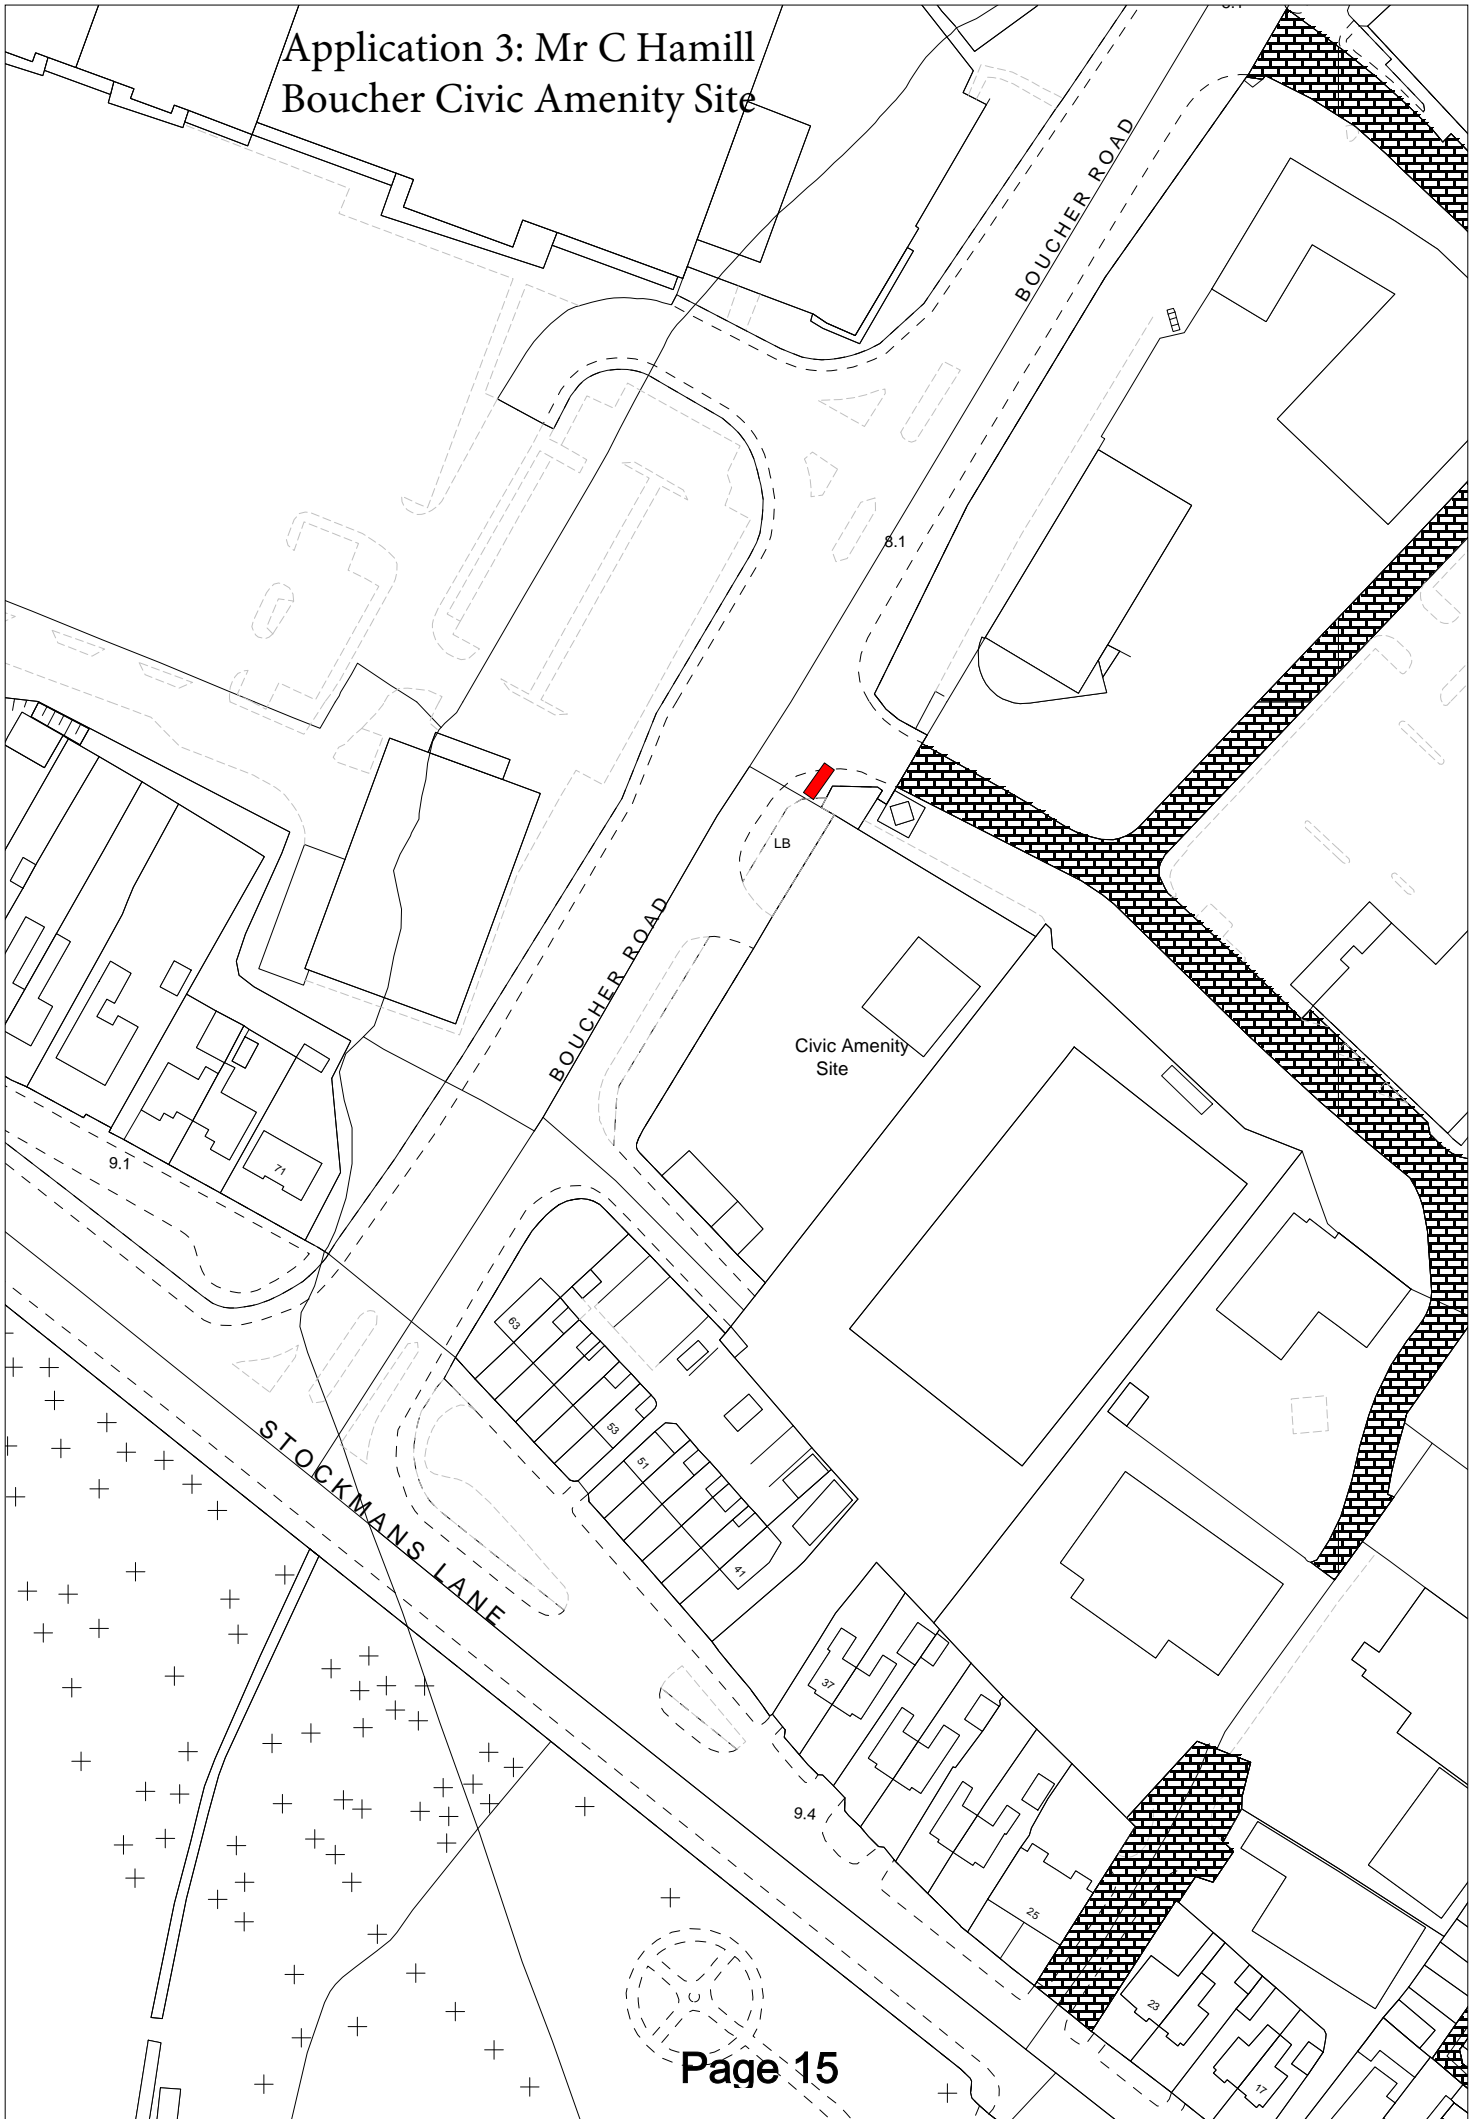 Application 3: Mr C Hamill
Boucher Civic Amenity Site
BOUCHER ROAD
8.1
LB
BOUCHER ROAD
Civic Amenity
Site
9.1
71
63
53
51
41
STOCKMANS LANE
37
9.4
25
23
17
Page 15